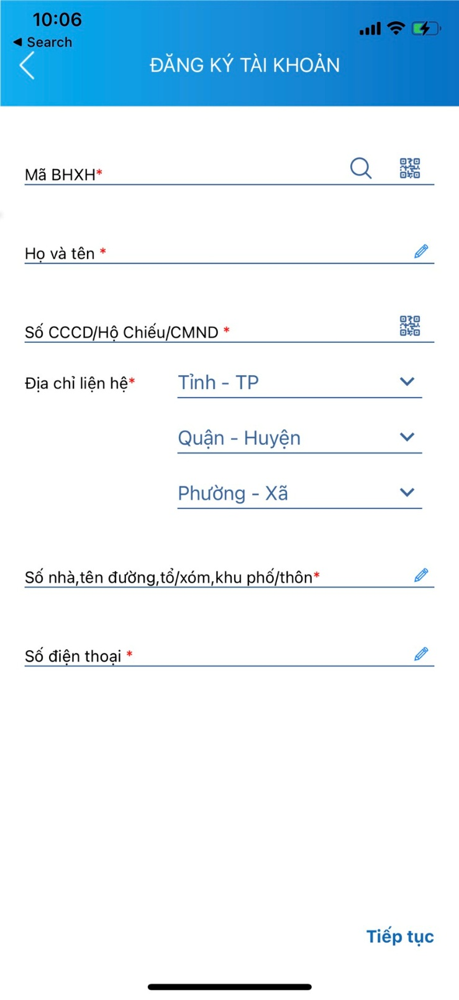 10:06
◀ Search
ĐĂNG KÝ TÀI KHOẢN
Mã BHXH*
Họ và tên *
Số CCCD/Hộ Chiếu/CMND *
Địa chỉ liện hệ* Tỉnh - TP
Quận - Huyện
Phường - Xã
Số nhà,tên đường,tổ/xóm,khu phố/thôn*
Số điện thoại *
Tiếp tục